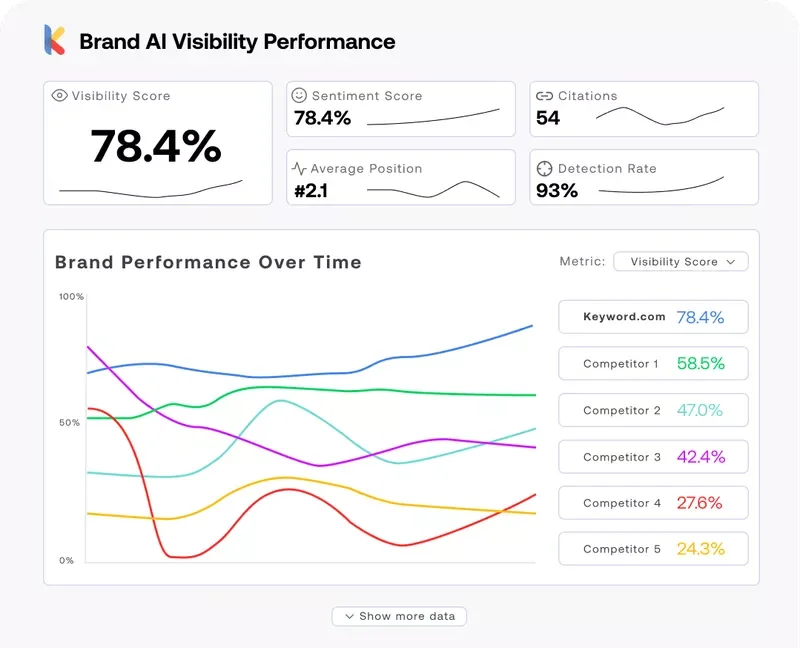 Brand AI Visibility Performance
Visibility Score
78.4%
Sentiment Score
78.4%
Citations
54
Average Position
#2.1
Detection Rate
93%
Brand Performance Over Time
Metric: Visibility Score
100%
50%
0%
Keyword.com 78.4%
Competitor 1 58.5%
Competitor 2 47.0%
Competitor 3 42.4%
Competitor 4 27.6%
Competitor 5 24.3%
Show more data